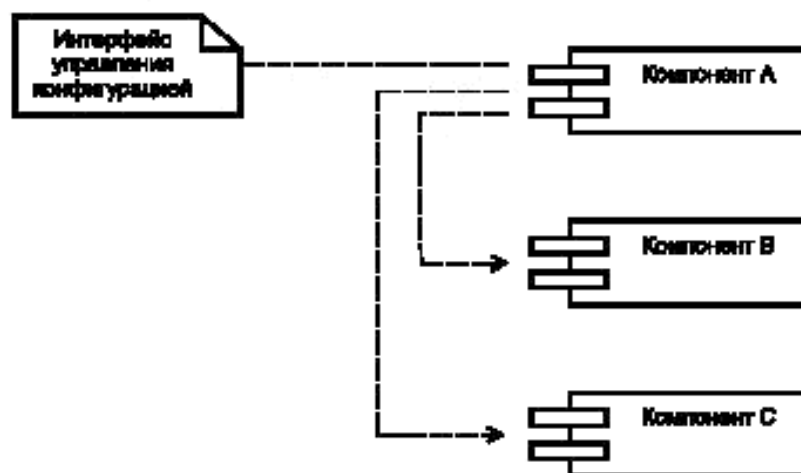 Интерфейс
управления
конфигурацией
Компонент A
Компонент B
Компонент C